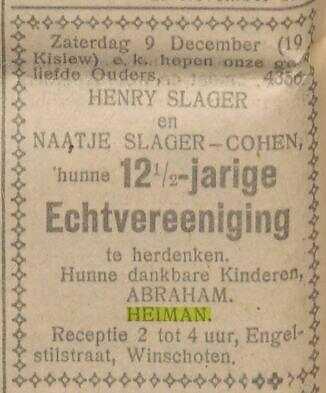 Zaterdag 9 December (19
Kislew) e. k. hopen onze ge-
liefde Ouders, 4356
HENRY SLAGER
en
NAATJE SLAGER—COHEN,
hunne 12½-jarige
Echtvereeniging
te herdenken.
Hunne dankbare Kinderen,
ABRAHAM.
HEIMAN.
Receptie 2 tot 4 uur, Engel-
stilstraat, Winschoten.